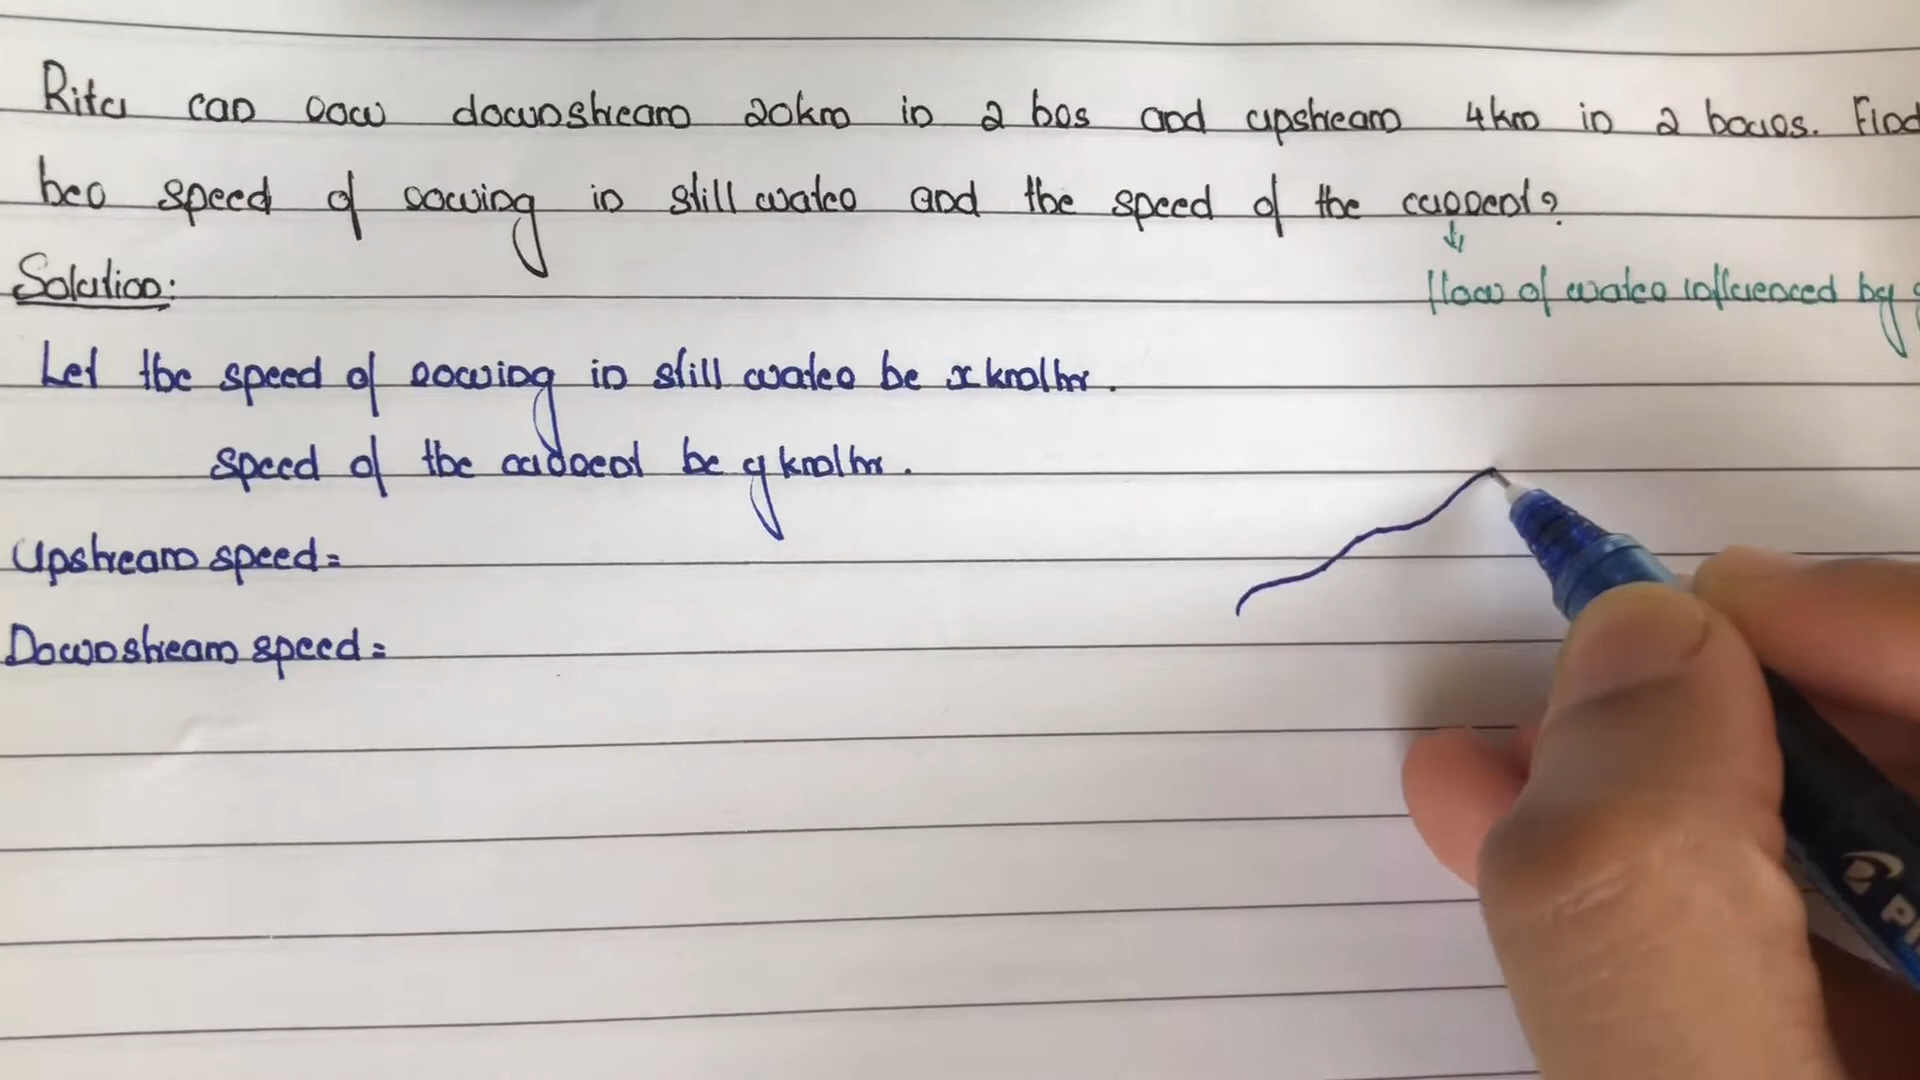 Ritu can row downstream 20km in 2 hrs and upstream 4km in 2 hours. Find
her speed of rowing in still water and the speed of the current?
Solution:
flow of water influenced by
Let the speed of rowing in still water be x km/hr.
speed of the current be y km/hr.
Upstream speed=
Downstream speed=